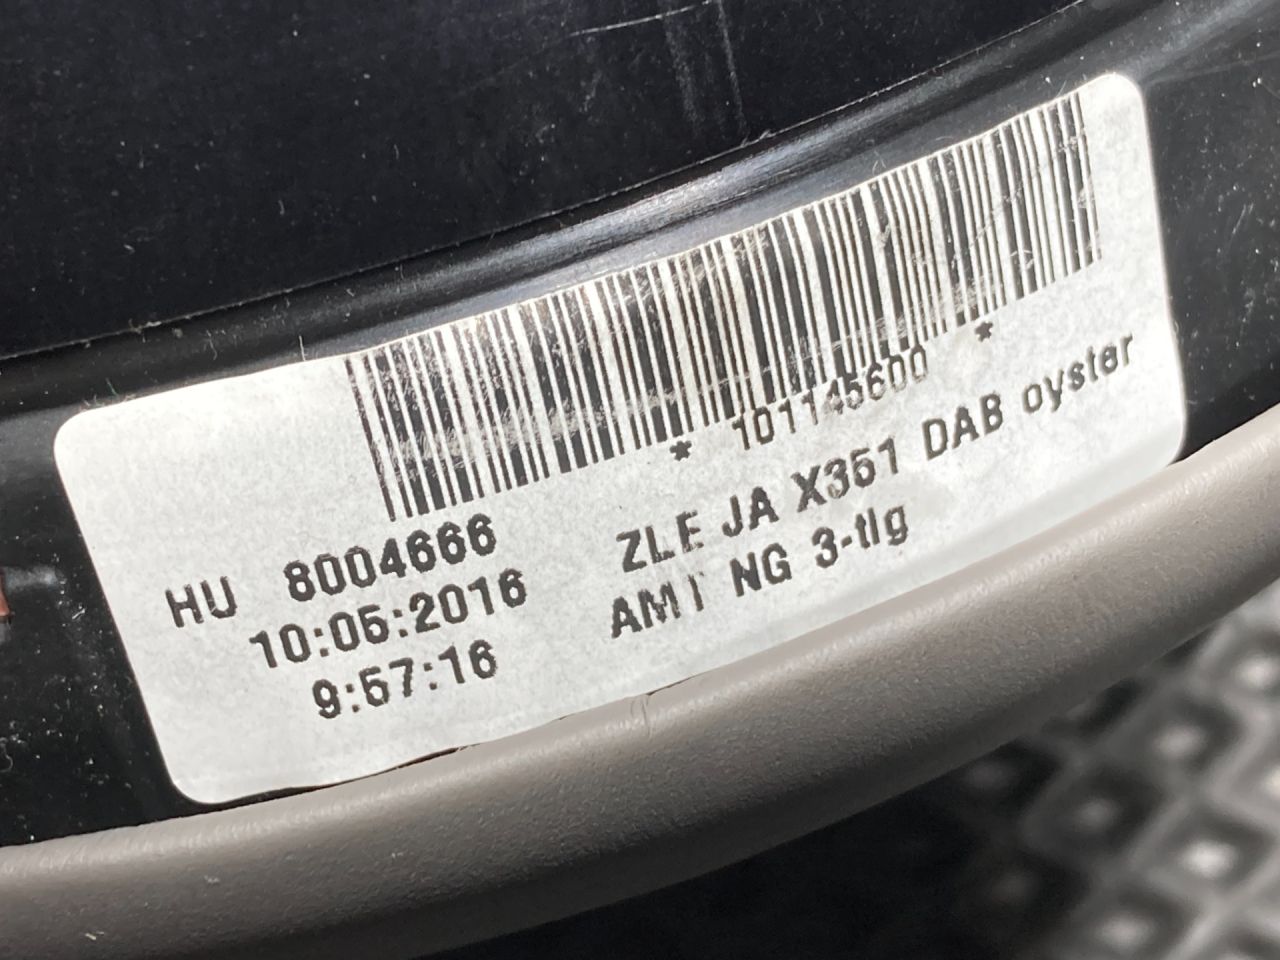 * 101145600 *
HU 8004666
10:05:2016
9:57:16
ZLE JA X351 DAB oyster
AMT NG 3-tlg